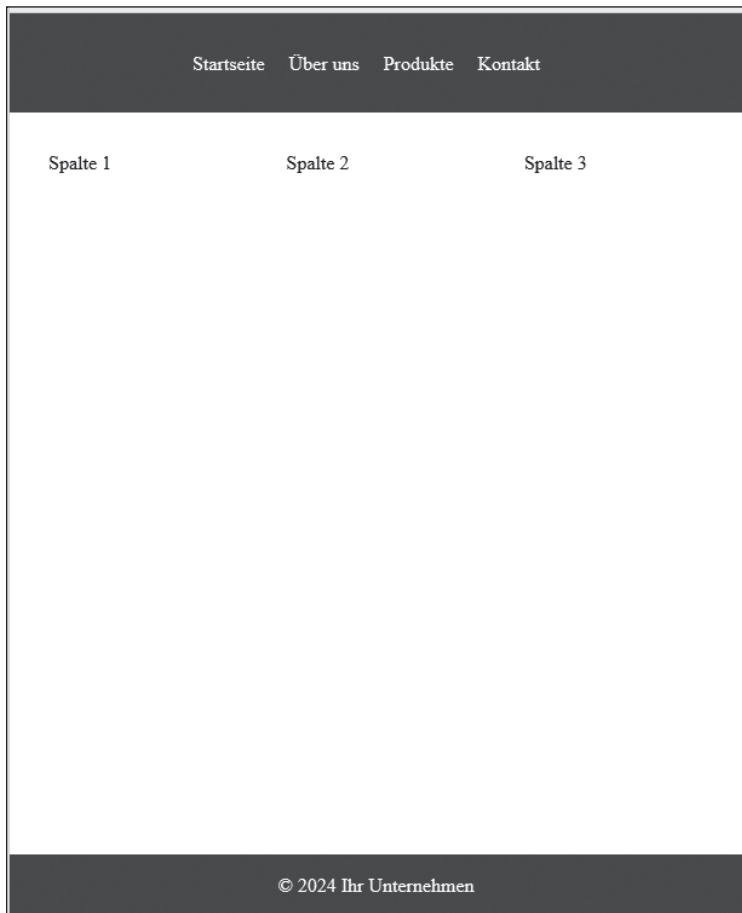 Startseite Über uns Produkte Kontakt
Spalte 1 Spalte 2 Spalte 3
© 2024 Ihr Unternehmen